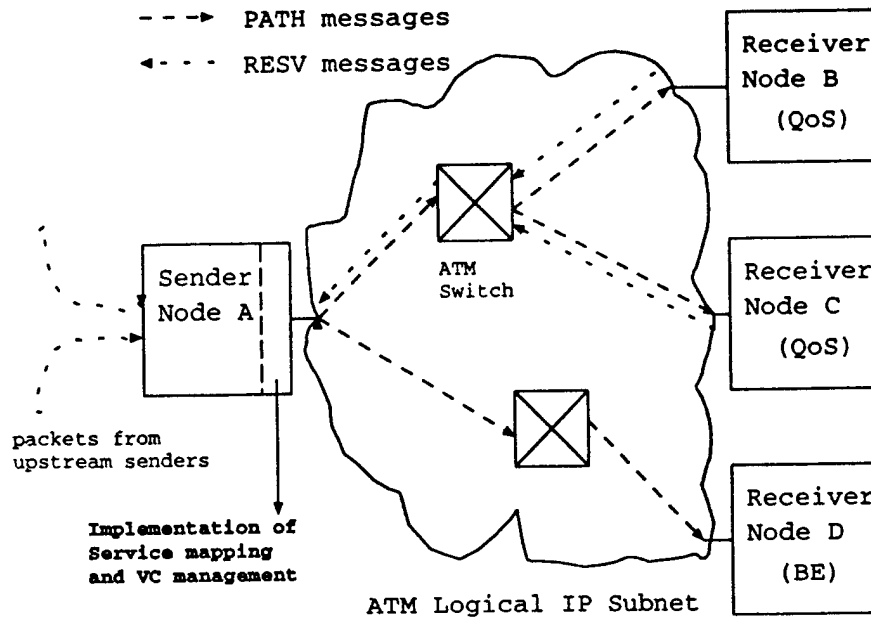 PATH messages
RESV messages
Receiver
Node B
(QoS)
Sender
Node A
ATM
Switch
Receiver
Node C
(QoS)
packets from
upstream senders
Implementation of
Service mapping
and VC management
Receiver
Node D
(BE)
ATM Logical IP Subnet